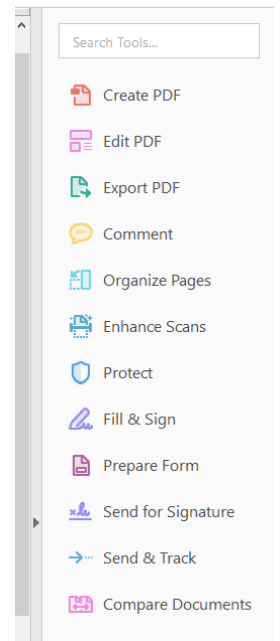 Search Tools...
Create PDF
Edit PDF
Export PDF
Comment
Organize Pages
Enhance Scans
Protect
Fill & Sign
Prepare Form
Send for Signature
Send & Track
Compare Documents